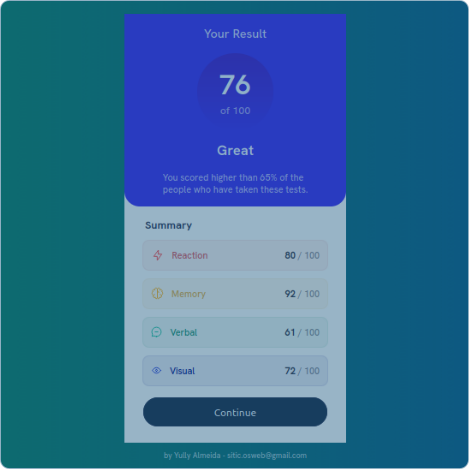 Your Result
76
of 100
Great
You scored higher than 65% of the
people who have taken these tests.
Summary
Reaction 80 / 100
Memory 92 / 100
Verbal 61 / 100
Visual 72 / 100
Continue
by Yully Almeida - sitic.osweb@gmail.com